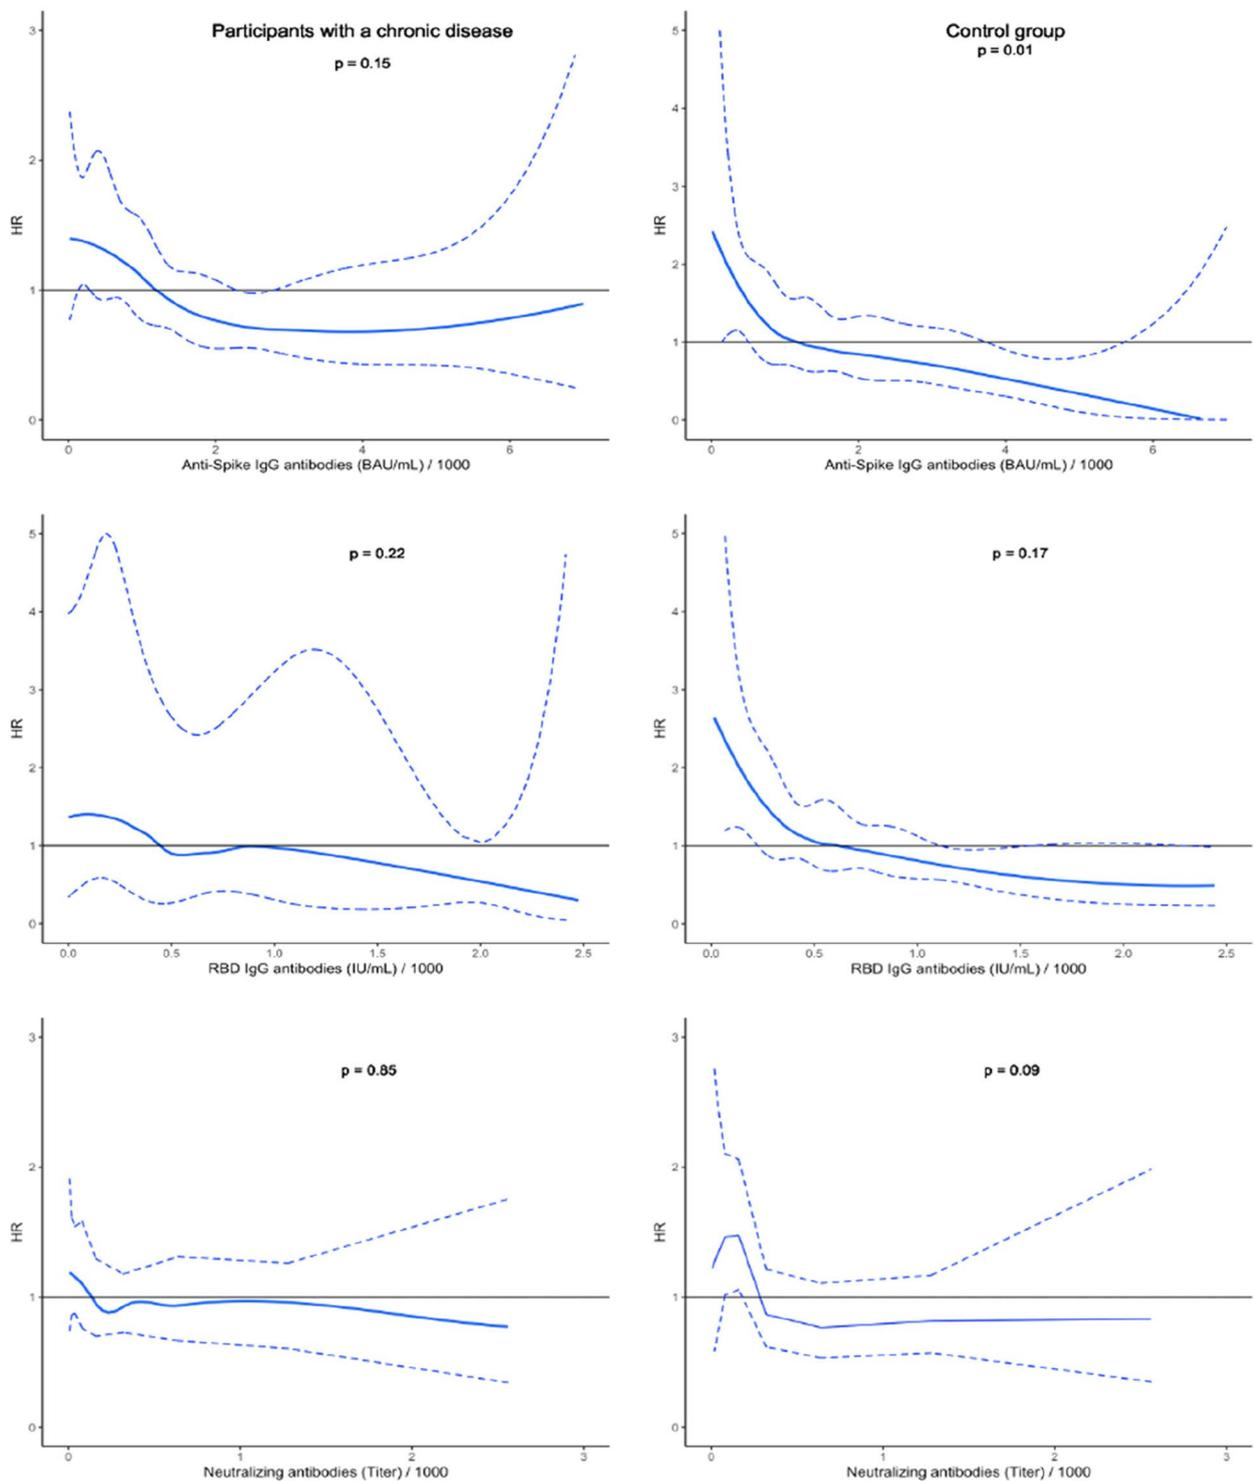 Participants with a chronic disease
p = 0.15
3
2
1
0
HR
0 2 4 6
Anti-Spike IgG antibodies (BAU/mL) / 1000
Control group
p = 0.01
5
4
3
2
1
0
HR
0 2 4 6
Anti-Spike IgG antibodies (BAU/mL) / 1000
p = 0.22
5
4
3
2
1
0
HR
0.0 0.5 1.0 1.5 2.0 2.5
RBD IgG antibodies (IU/mL) / 1000
p = 0.17
5
4
3
2
1
0
HR
0.0 0.5 1.0 1.5 2.0 2.5
RBD IgG antibodies (IU/mL) / 1000
p = 0.85
3
2
1
0
HR
0 1 2 3
Neutralizing antibodies (Titer) / 1000
p = 0.09
3
2
1
0
HR
0 1 2 3
Neutralizing antibodies (Titer) / 1000